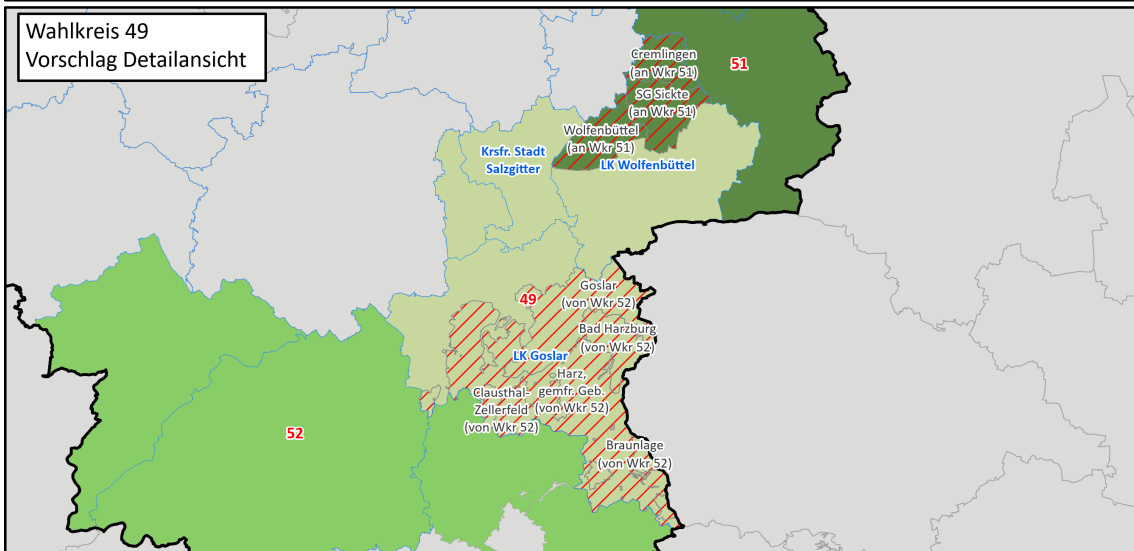 Wahlkreis 49
Vorschlag Detailansicht
Cremlingen
(an Wkr 51)
51
SG Sickte
(an Wkr 51)
Wolfenbüttel
(an Wkr 51)
Krsfr. Stadt
Salzgitter
LK Wolfenbüttel
49
Goslar
(von Wkr 52)
Bad Harzburg
(von Wkr 52)
LK Goslar
Harz,
gemfr. Geb.
(von Wkr 52)
Clausthal-
Zellerfeld
(von Wkr 52)
52
Braunlage
(von Wkr 52)